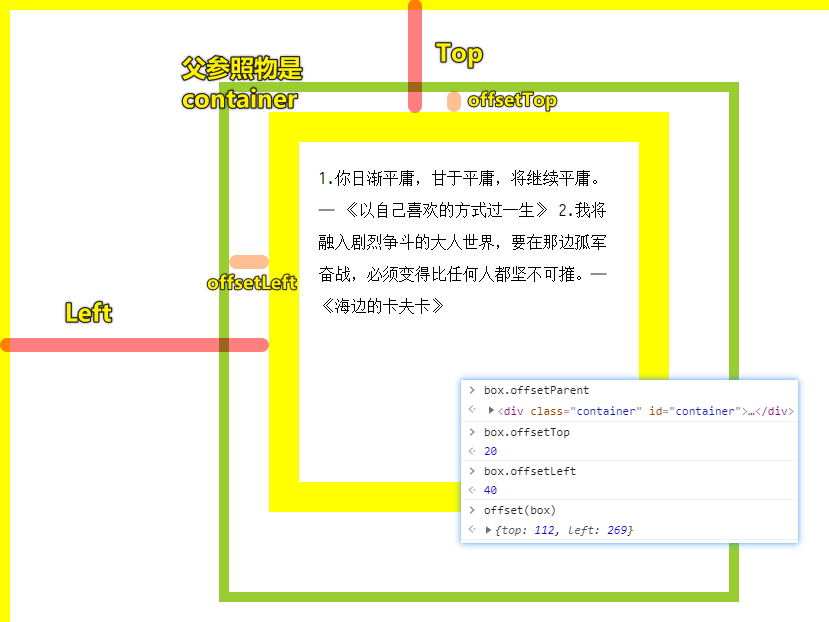 Top
父参照物是
container
offsetTop
1.你日渐平庸，甘于平庸，将继续平庸。
— 《以自己喜欢的方式过一生》 2.我将
融入剧烈争斗的大人世界，要在那边孤军
奋战，必须变得比任何人都坚不可摧。—
《海边的卡夫卡》
offsetLeft
Left
box.offsetParent
<div class="container" id="container">…</div>
box.offsetTop
20
box.offsetLeft
40
offset(box)
{top: 112, left: 269}